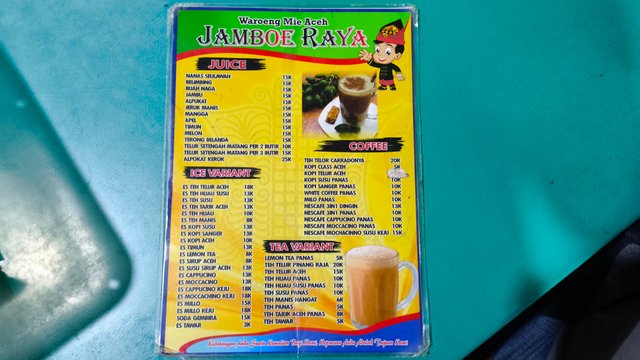 Waroeng Mie Aceh
JAMBOE RAYA
JUICE
NANAS SEULAWAH 15K
BELIMBING 15K
BUAH NAGA 15K
JAMBU 15K
ALPUKAT 15K
JERUK MANIS 15K
MANGGA 15K
APEL 15K
TIMUN 15K
MELON 15K
TERONG BELANDA 15K
TELUR SETENGAH MATANG PER 2 BUTIR 10K
TELUR SETENGAH MATANG PER 3 BUTIR 15K
ALPOKAT KEROK 25K
ICE VARIANT
ES TEH TELUR ACEH 18K
ES TEH HIJAU SUSU 13K
ES TEH SUSU 13K
ES TEH TARIK ACEH 13K
ES TEH HIJAU 10K
ES TEH MANIS 8K
ES KOPI SUSU 13K
ES KOPI SANGER 13K
ES KOPI ACEH 10K
ES TIMUN 13K
ES LEMON TEA 8K
ES SIRUP ACEH 8K
ES SUSU SIRUP ACEH 13K
ES CAPPUCINO 13K
ES MOCCACINO 13K
ES CAPPUCINO KEJU 18K
ES MOCCACHINO KEJU 18K
ES MILLO 15K
ES MILLO KEJU 18K
SODA GEMBIRA 15K
ES TAWAR 3K
COFFEE
TEH TELOR CAKRADONYA 20K
KOPI CLASS ACEH 5K
KOPI TELUR ACEH
KOPI SUSU PANAS 10K
KOPI SANGER PANAS 10K
WHITE COFFEE PANAS 10K
MILO PANAS 10K
NESCAFE 3IN1 DINGIN 13K
NESCAFE 3IN1 PANAS 10K
NESCAFE CAPPUCINO PANAS 10K
NESCAFE MOCCACINO PANAS 10K
NESCAFE MOCHACINNO SUSU KEJU 15K
TEA VARIANT
LEMON TEA PANAS 5K
TEH TELUR PINANG RAJA 20K
TEH TELUR ACEH 15K
TEH HIJAU PANAS 10K
TEH HIJAU SUSU PANAS 10K
TEH SUSU PANAS 10K
TEH MANIS HANGAT 6K
TEH PANAS 5K
TEH TARIK ACEH PANAS 8K
TEH TAWAR 5K